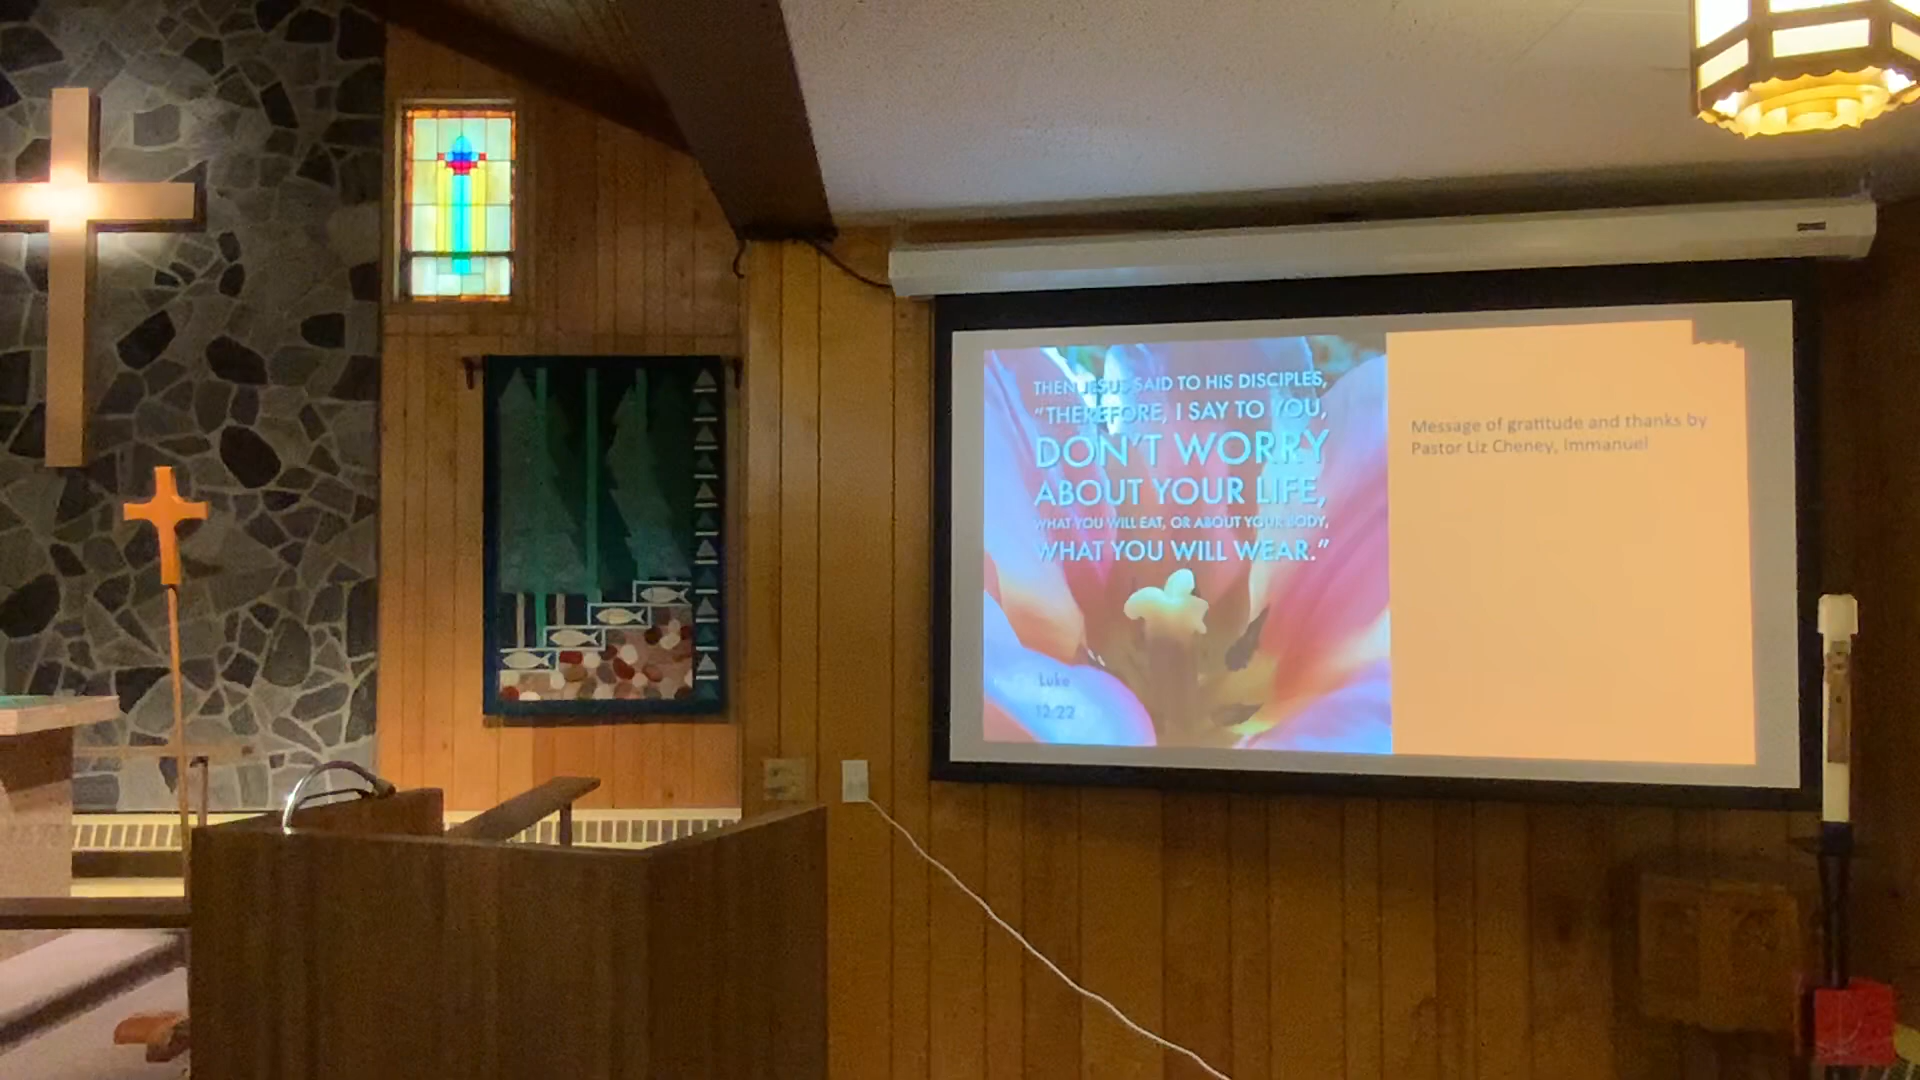 THEN JESUS SAID TO HIS DISCIPLES,
“THEREFORE, I SAY TO YOU,
DON'T WORRY
ABOUT YOUR LIFE,
WHAT YOU WILL EAT, OR ABOUT YOUR BODY,
WHAT YOU WILL WEAR.”
Luke
12:22
Message of gratitude and thanks by
Pastor Liz Cheney, Immanuel